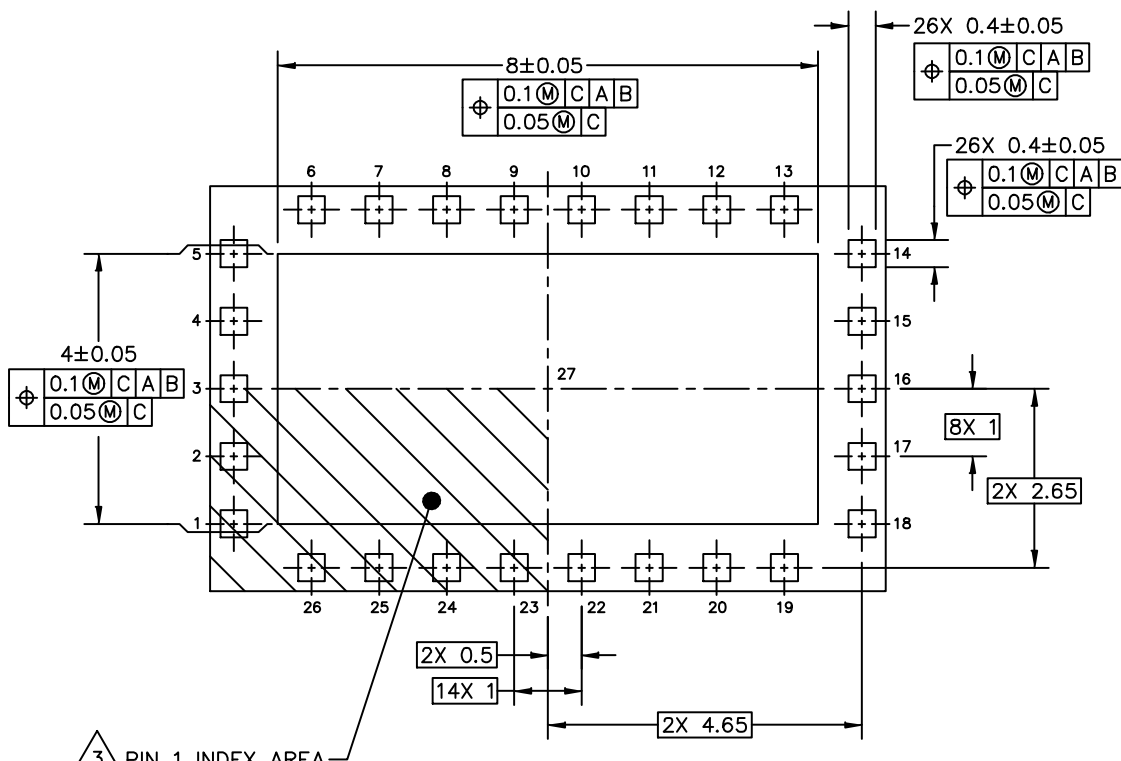 26X 0.4±0.05
⌖ 0.1Ⓜ C A B
0.05Ⓜ C
8±0.05
⌖ 0.1Ⓜ C A B
0.05Ⓜ C
26X 0.4±0.05
⌖ 0.1Ⓜ C A B
0.05Ⓜ C
6 7 8 9 10 11 12 13
5
14
4
15
4±0.05
⌖ 0.1Ⓜ C A B
0.05Ⓜ C
27
3
16
8X 1
2
17
2X 2.65
1
18
26 25 24 23 22 21 20 19
2X 0.5
14X 1
2X 4.65
3 PIN 1 INDEX AREA